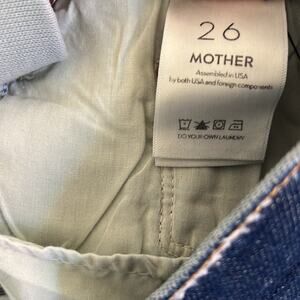 26
MOTHER
Assembled in USA
by both USA and foreign components
DO YOUR OWN LAUNDRY